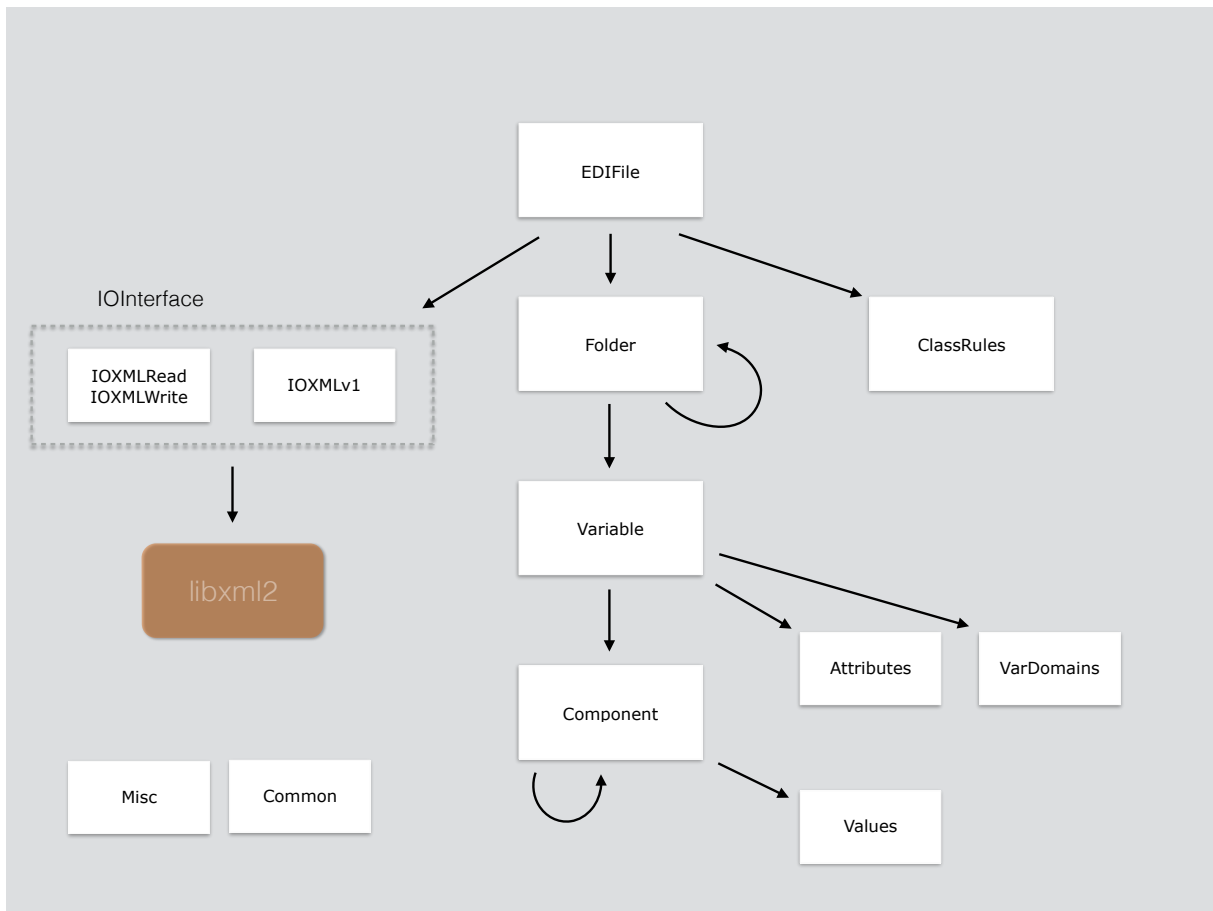 EDIFile
IOInterface
IOXMLRead
IOXMLWrite
IOXMLv1
Folder
ClassRules
Variable
libxml2
Attributes
VarDomains
Component
Misc
Common
Values